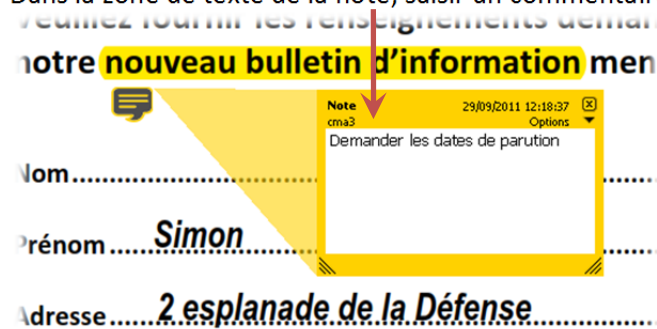 Dans la zone de texte de la note, saisir un
Veuillez fournir les renseignements
notre nouveau bulletin d'information men
Note 29/09/2011 12:18:37
cma3 Options
Demander les dates de parution
Nom
Prénom ...... Simon
Adresse ...... 2 esplanade de la Défense